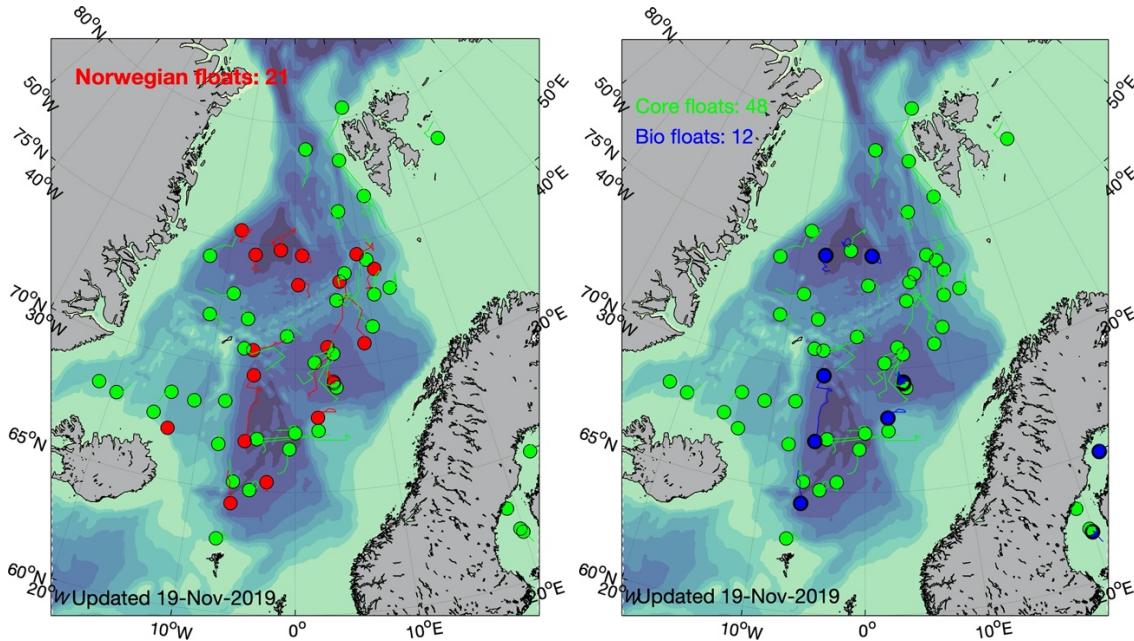 80°N
50°W
75°N
40°W
70°N
30°W
65°N
60°N
20°W
10°W
0°
10°E
20°E
20°E
40°E
50°E
Norwegian floats: 21
Updated 19-Nov-2019
80°N
50°W
75°N
40°W
70°N
30°W
65°N
60°N
20°W
10°W
0°
10°E
20°E
20°E
40°E
50°E
Core floats: 48
Bio floats: 12
Updated 19-Nov-2019